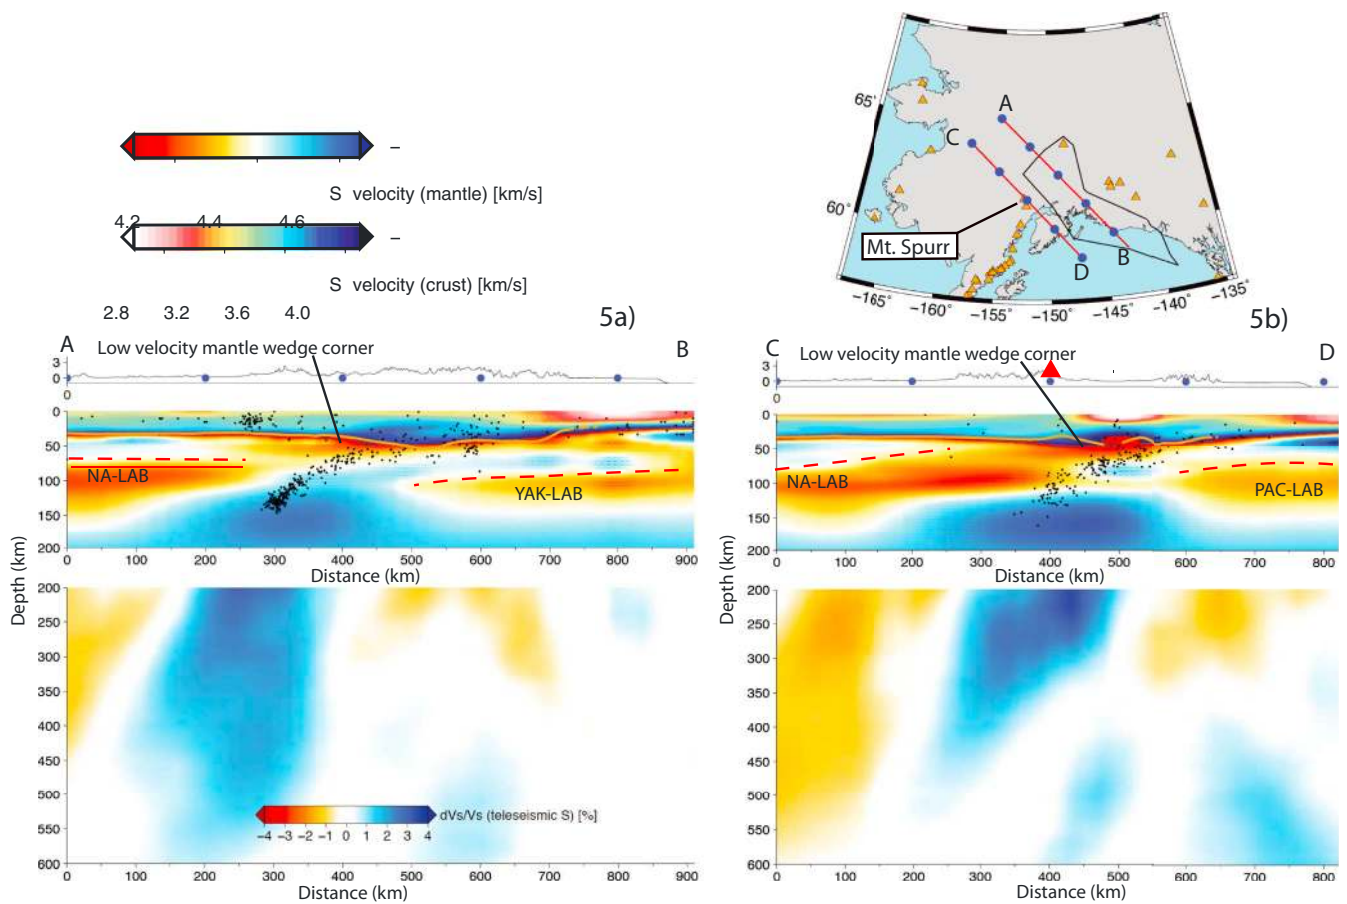 S velocity (mantle) [km/s]
4.2 4.4 4.6
S velocity (crust) [km/s]
2.8 3.2 3.6 4.0
65°
60°
A
C
Mt. Spurr
D
B
−165 −160 −155 −150 −145 −140 −135
5a)
A
Low velocity mantle wedge corner
B
3
0
0
0
50
100
150
200
NA-LAB
YAK-LAB
0 100 200 300 400 500 600 700 800 900
Distance (km)
Depth (km)
200
250
300
350
400
450
500
550
600
−4 −3 −2 −1 0 1 2 3 4
dVs/Vs (teleseismic S) [%]
0 100 200 300 400 500 600 700 800 900
Distance (km)
5b)
C
Low velocity mantle wedge corner
D
3
0
0
0
50
100
150
200
NA-LAB
PAC-LAB
0 100 200 300 400 500 600 700 800
Distance (km)
Depth (km)
200
250
300
350
400
450
500
550
600
0 100 200 300 400 500 600 700 800
Distance (km)